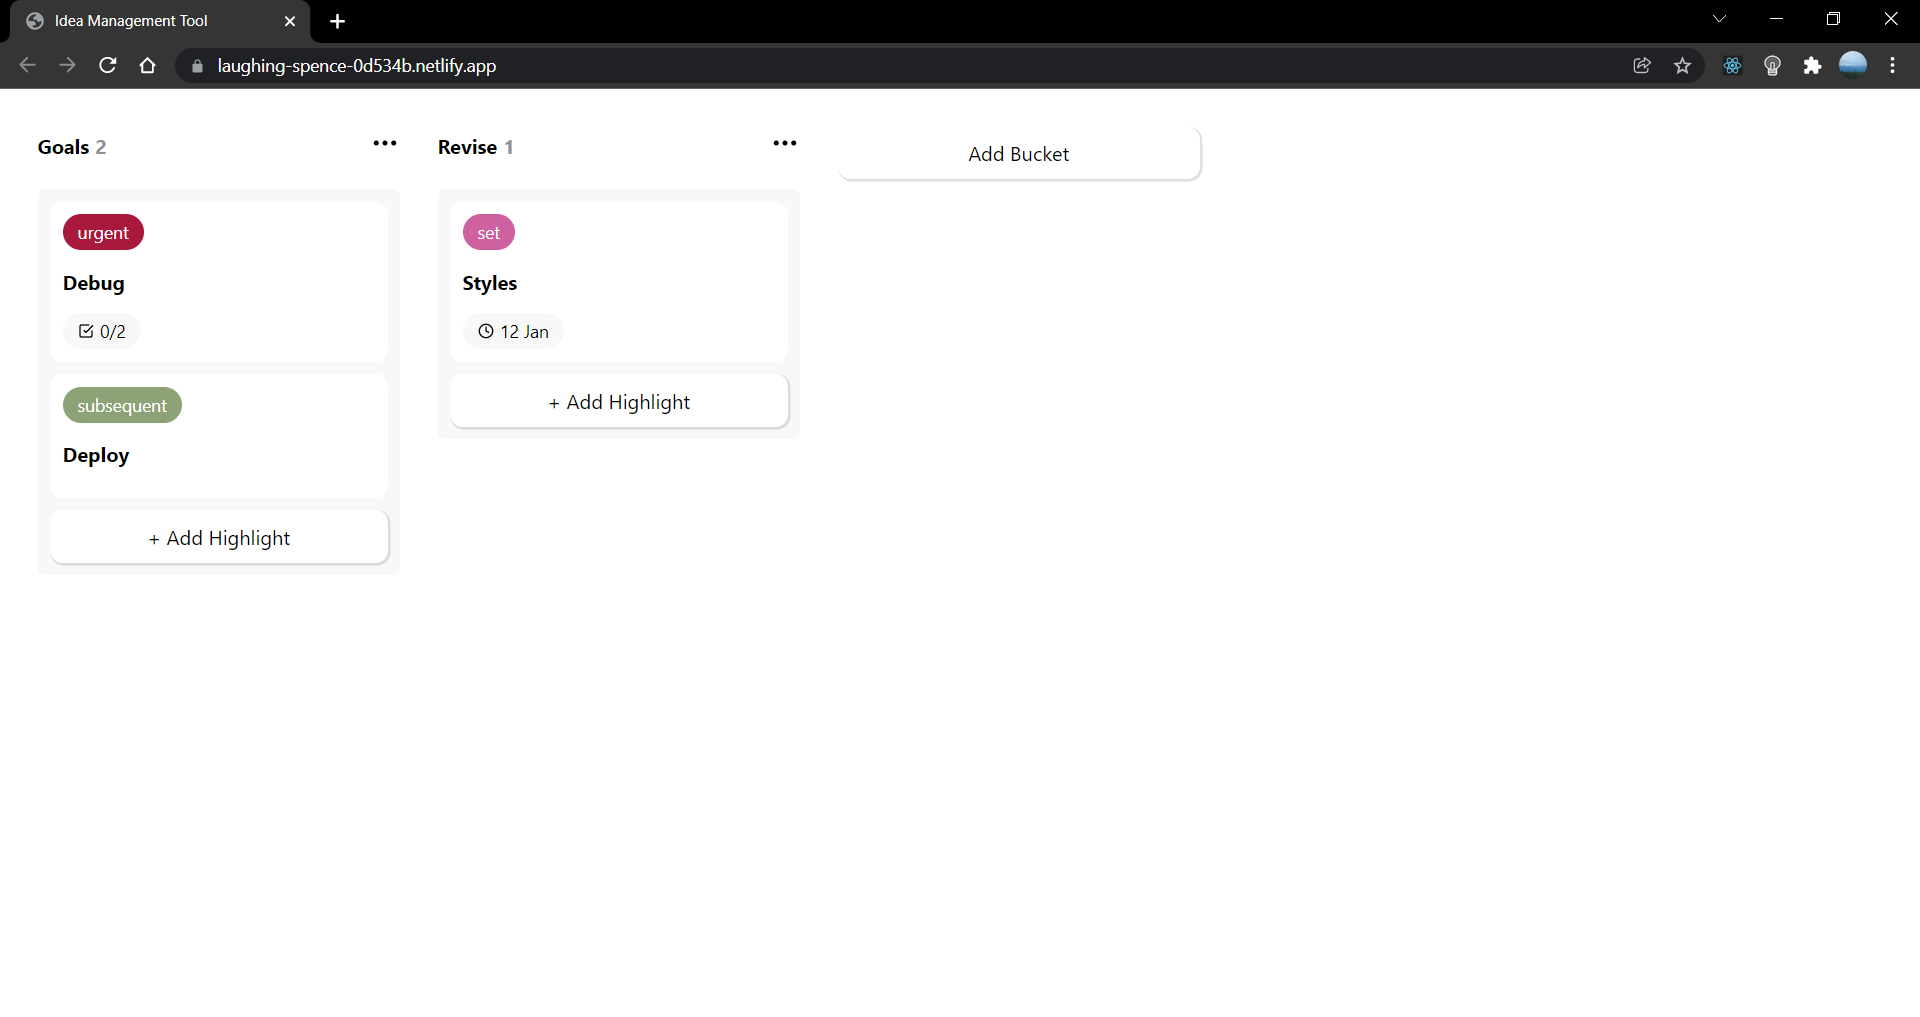 Idea Management Tool
laughing-spence-0d534b.netlify.app
Goals 2
urgent
Debug
0/2
subsequent
Deploy
+ Add Highlight
Revise 1
set
Styles
12 Jan
+ Add Highlight
Add Bucket